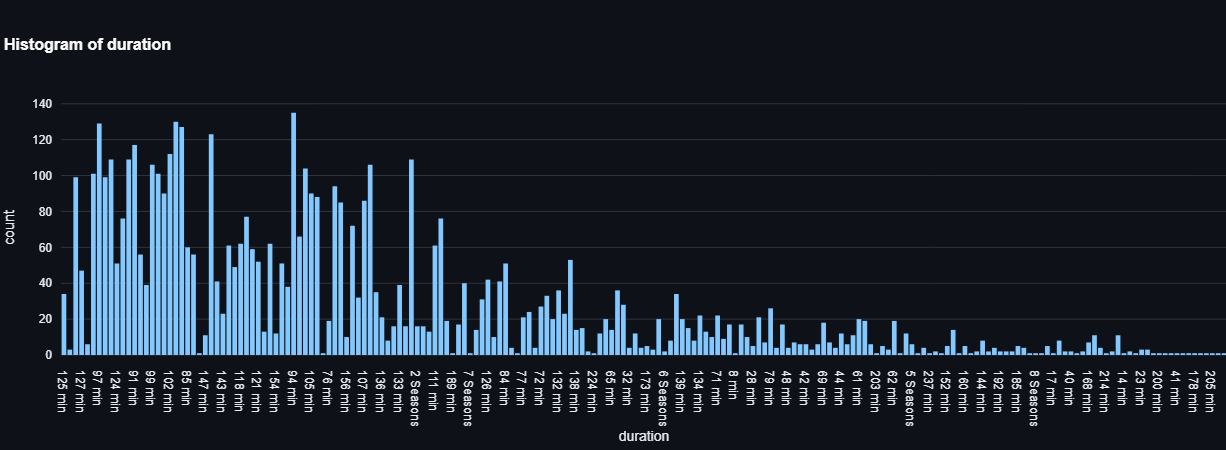 Histogram of duration
140
120
100
80
60
40
20
0
count
125 min
127 min
97 min
124 min
91 min
99 min
102 min
85 min
147 min
143 min
118 min
121 min
154 min
94 min
105 min
76 min
156 min
107 min
136 min
133 min
2 Seasons
111 min
189 min
7 Seasons
126 min
84 min
77 min
72 min
132 min
138 min
224 min
65 min
32 min
173 min
6 Seasons
139 min
134 min
71 min
8 min
28 min
79 min
48 min
42 min
69 min
44 min
61 min
203 min
62 min
5 Seasons
237 min
152 min
160 min
144 min
192 min
185 min
8 Seasons
17 min
40 min
168 min
214 min
14 min
23 min
200 min
41 min
178 min
205 min
duration